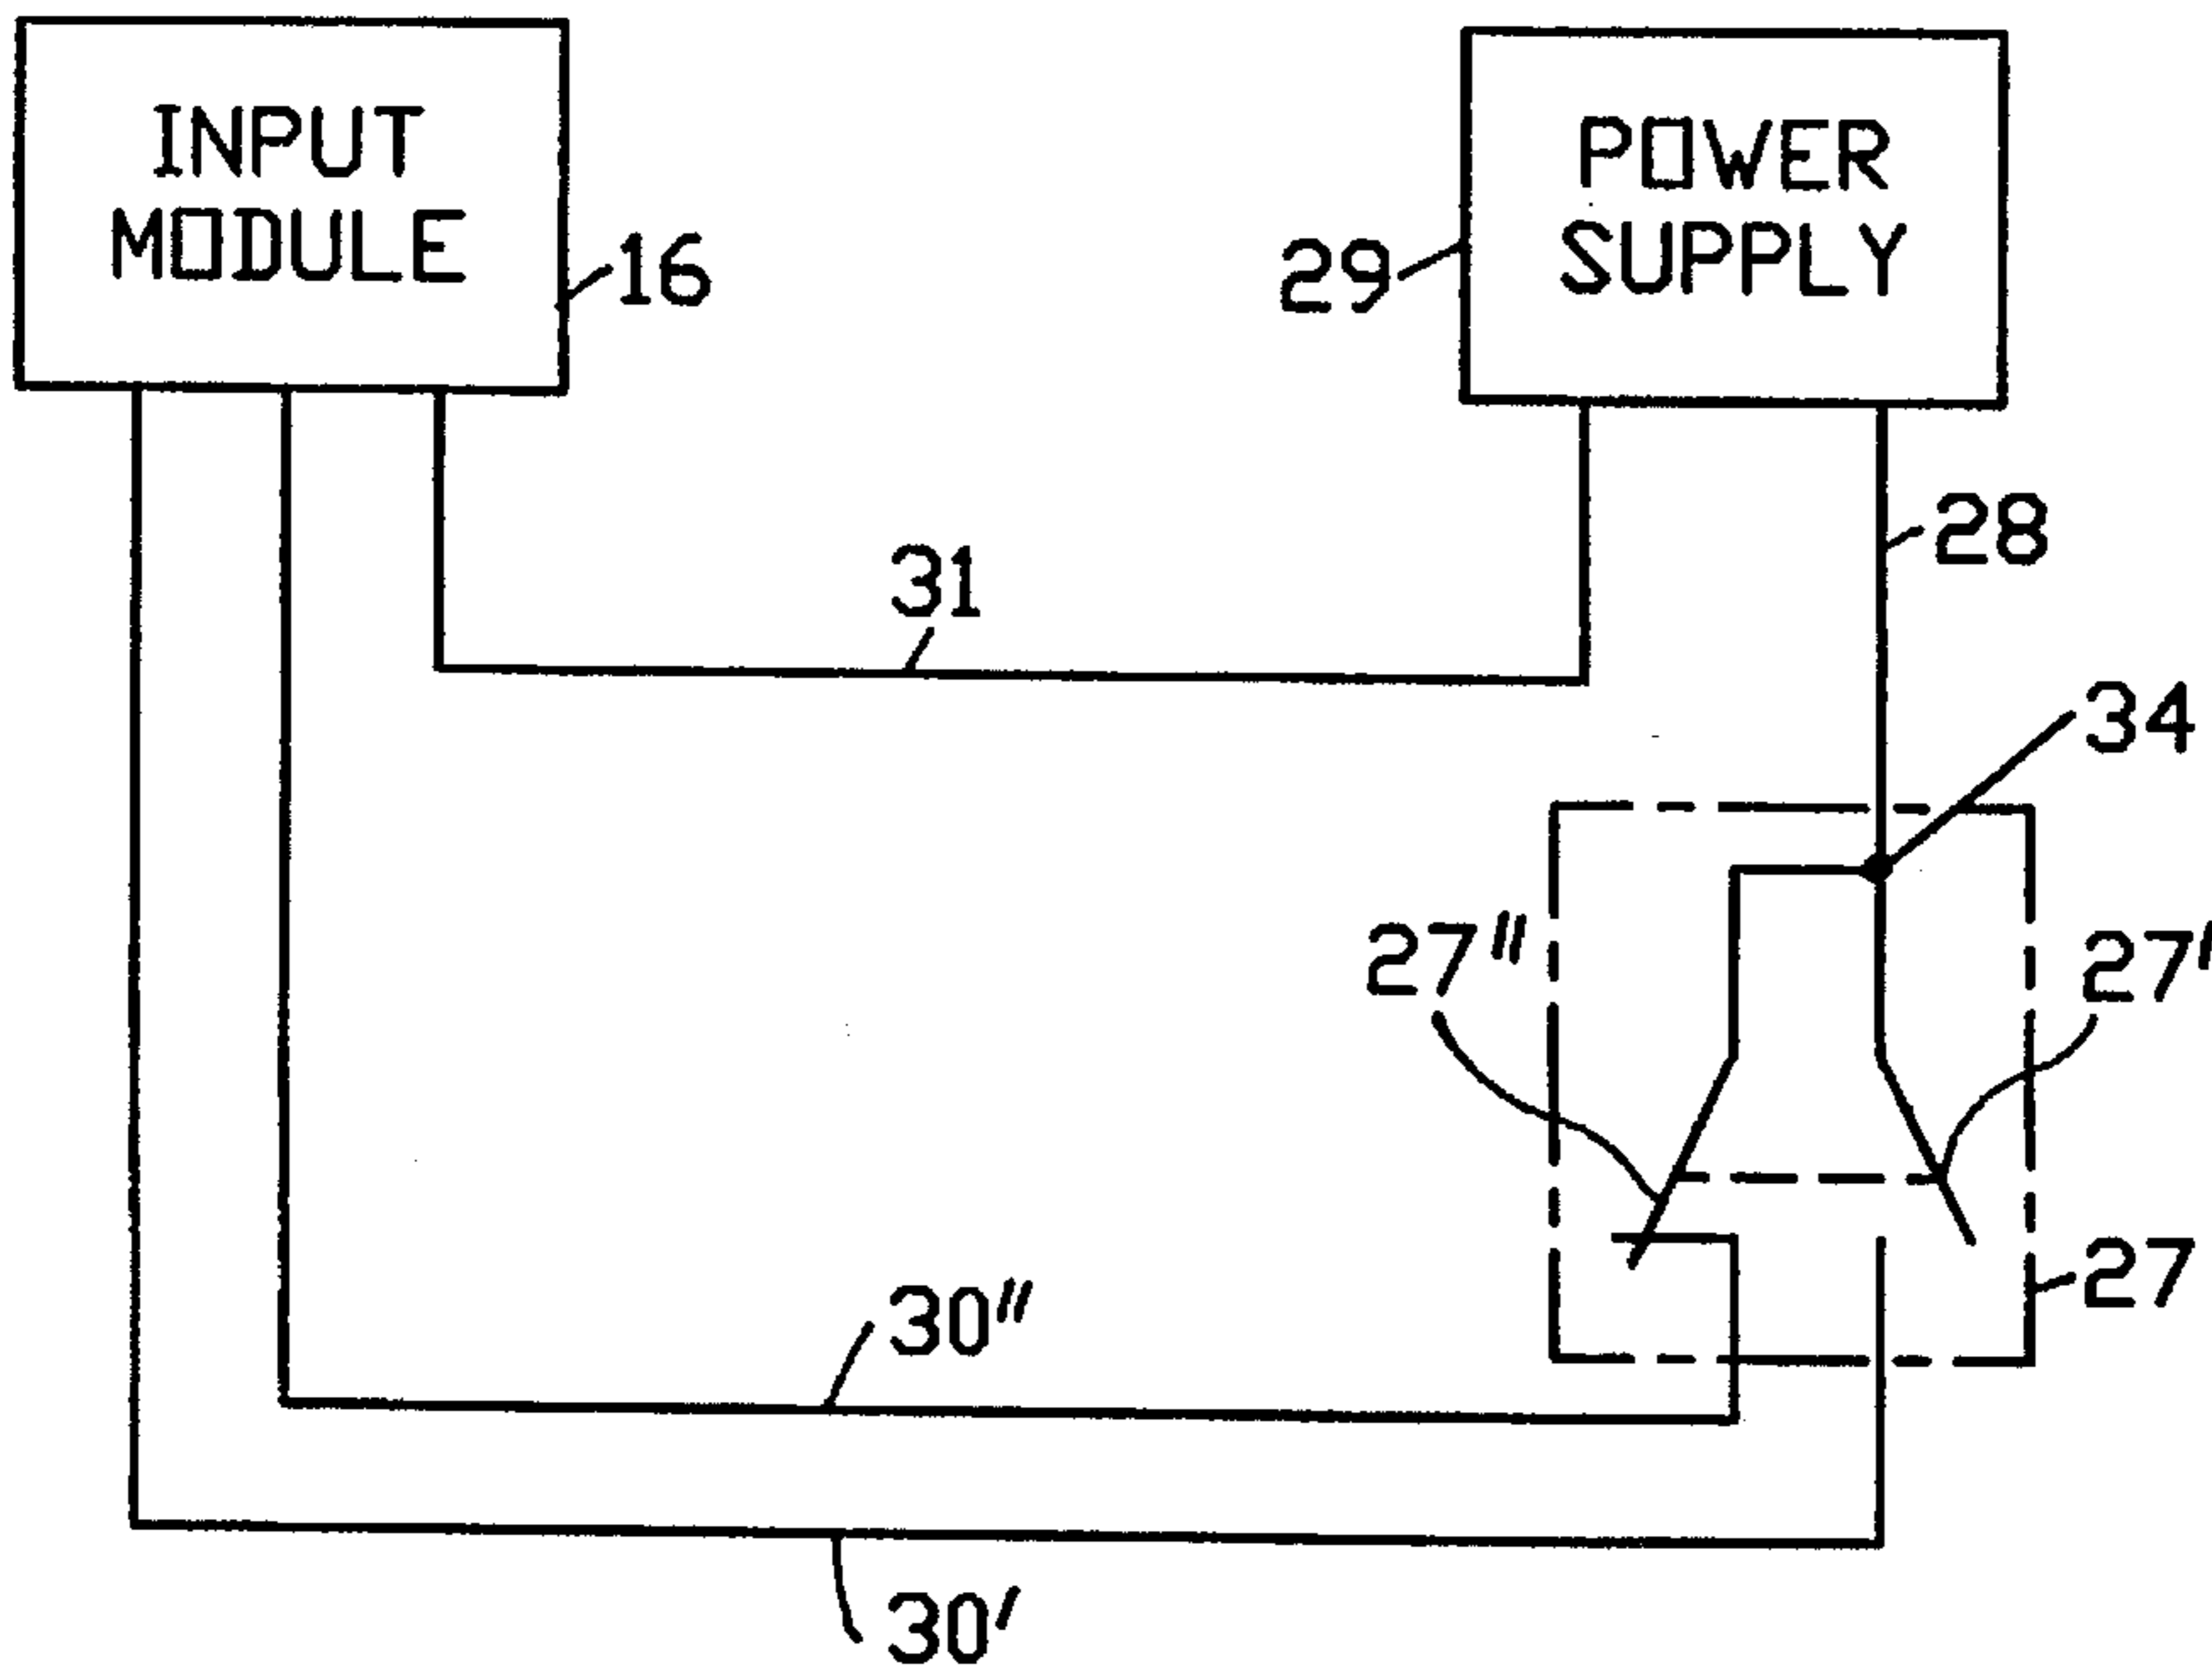 INPUT
MODULE
16
POWER
SUPPLY
29
28
31
34
27"
27'
27
30"
30'